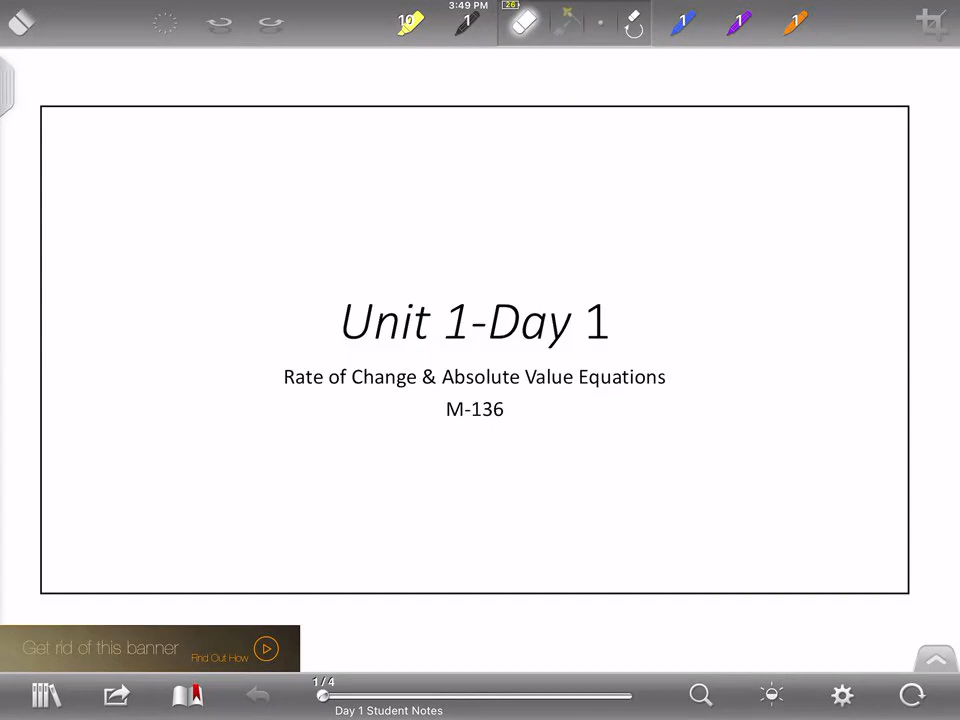 3:49 PM
26
10 1 1 1 1
Unit 1-Day 1
Rate of Change & Absolute Value Equations
M-136
Get rid of this banner
Find Out How
1 / 4
Day 1 Student Notes